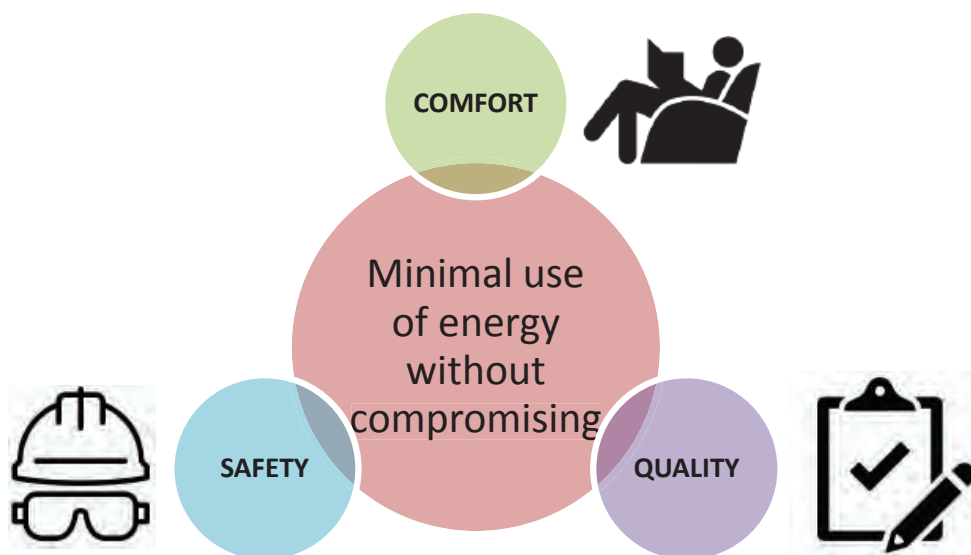 COMFORT
Minimal use
of energy
without
compromising
SAFETY
QUALITY